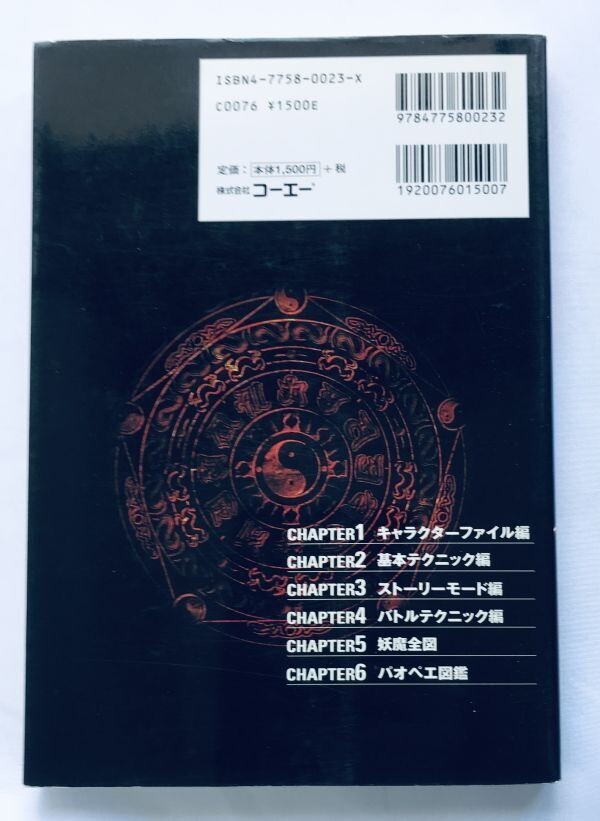 ISBN4-7758-0023-X
C0076 ¥1500E
9784775800232
定価：本体1,500円+税
株式会社コーエー®
1920076015007
CHAPTER1 キャラクターファイル編
CHAPTER2 基本テクニック編
CHAPTER3 ストーリーモード編
CHAPTER4 バトルテクニック編
CHAPTER5 妖魔全図
CHAPTER6 パオペエ図鑑